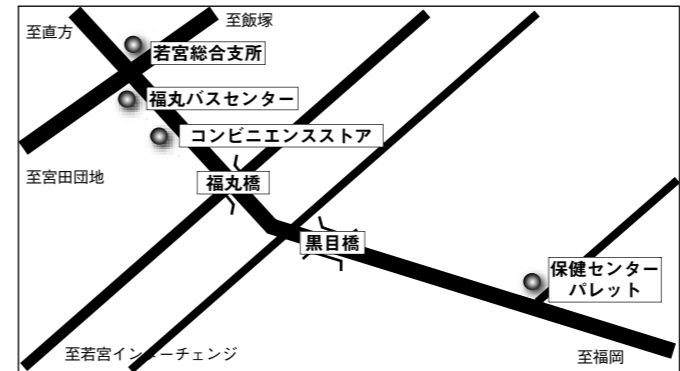 至直方
至飯塚
若宮総合支所
福丸バスセンター
コンビニエンスストア
至宮田団地
福丸橋
黒目橋
保健センター
パレット
至若宮インターチェンジ
至福岡